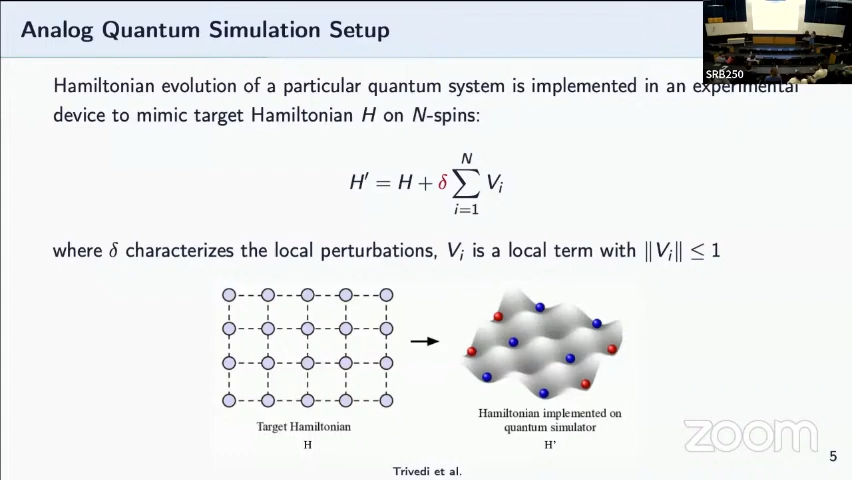 Analog Quantum Simulation Setup
SRB250
Hamiltonian evolution of a particular quantum system is implemented in an experimental
device to mimic target Hamiltonian H on N-spins:
H′ = H + δ ∑_{i=1}^{N} V_i
where δ characterizes the local perturbations, V_i is a local term with ‖V_i‖ ≤ 1
Target Hamiltonian
H
Hamiltonian implemented on
quantum simulator
H'
Trivedi et al.
zoom
5